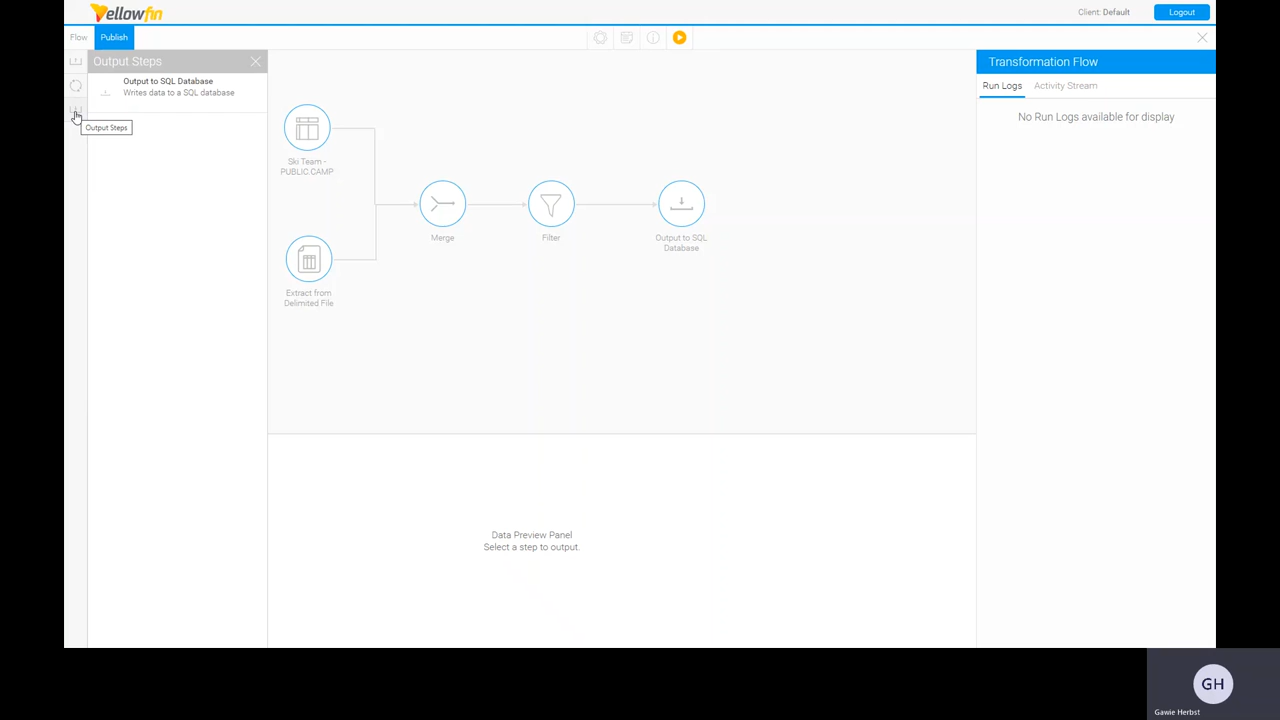 Yellowfin
Client: Default
Logout
Flow
Publish
Output Steps
Output to SQL Database
Writes data to a SQL database
Output Steps
Ski Team -
PUBLIC.CAMP
Merge
Filter
Output to SQL
Database
Extract from
Delimited File
Data Preview Panel
Select a step to output.
Transformation Flow
Run Logs
Activity Stream
No Run Logs available for display
GH
Gawie Herbst